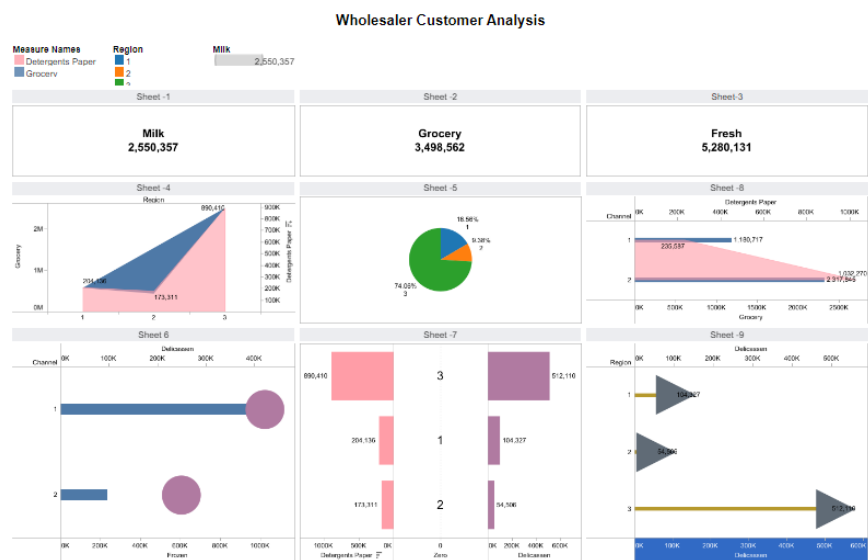 Wholesaler Customer Analysis
Measure Names
Detergents Paper
Grocery
Region
1
2
Milk
2,550,357
Sheet -1
Milk
2,550,357
Sheet -2
Grocery
3,498,562
Sheet-3
Fresh
5,280,131
Sheet -4
Region
Grocery
2M
1M
0M
890,410
204,136
173,311
1 2 3
900K
800K
700K
600K
500K
400K
300K
200K
100K
Detergents Paper
Sheet -5
16.56%
1
9.38%
2
74.05%
3
Sheet -8
Detergents Paper
Channel
0K 200K 400K 600K 800K 1000K
1
1,180,717
235,587
1,032,270
2
2,317,845
0K 500K 1000K 1500K 2000K 2500K
Grocery
Sheet 6
Delicassen
Channel
0K 100K 200K 300K 400K
1
2
0K 200K 400K 600K 800K 1000K
Frozen
Sheet -7
890,410 3 512,110
204,136 1 104,327
173,311 2 54,506
1000K 500K 0K 0 0K 200K 400K 600K
Detergents Paper Zero Delicassen
Sheet -9
Delicassen
Region
0K 100K 200K 300K 400K 500K
1
104,327
2
54,506
3
512,110
0K 100K 200K 300K 400K 500K 600K
Delicassen